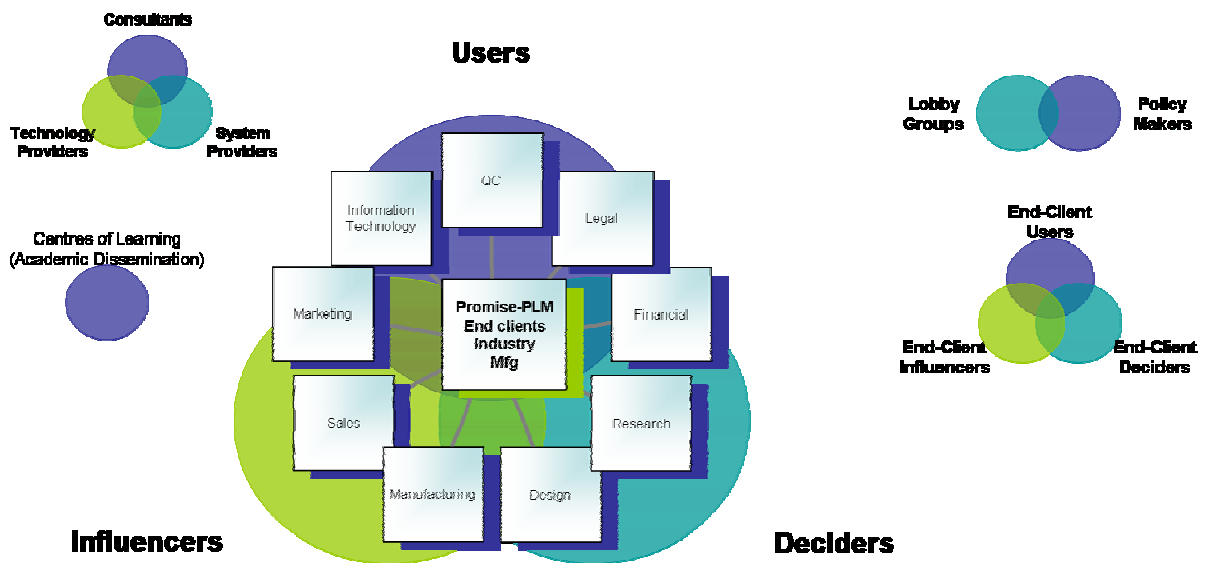 Consultants
Technology
Providers
System
Providers
Centres of Learning
(Academic Dissemination)
Users
QC
Information
Technology
Legal
Marketing
Promise-PLM
End clients
Industry
Mfg
Financial
Sales
Research
Manufacturing
Design
Influencers
Deciders
Lobby
Groups
Policy
Makers
End-Client
Users
End-Client
Influencers
End-Client
Deciders